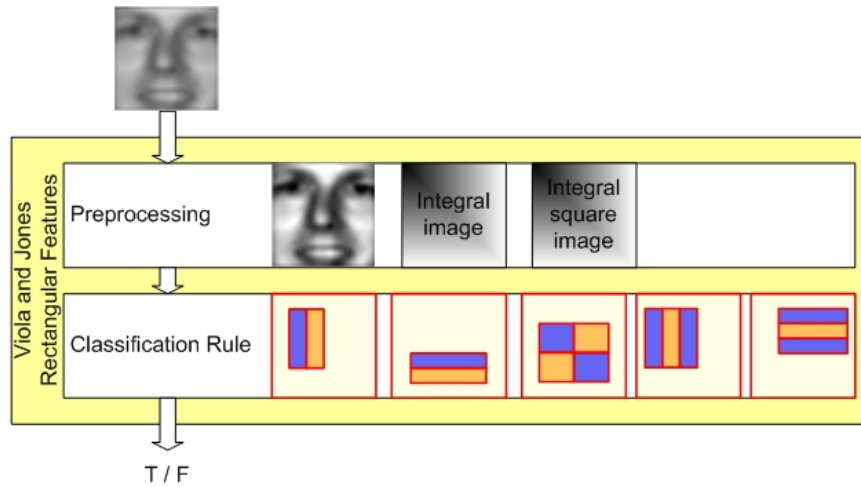 Viola and Jones
Rectangular Features
Preprocessing
Integral
image
Integral
square
image
Classification Rule
T / F